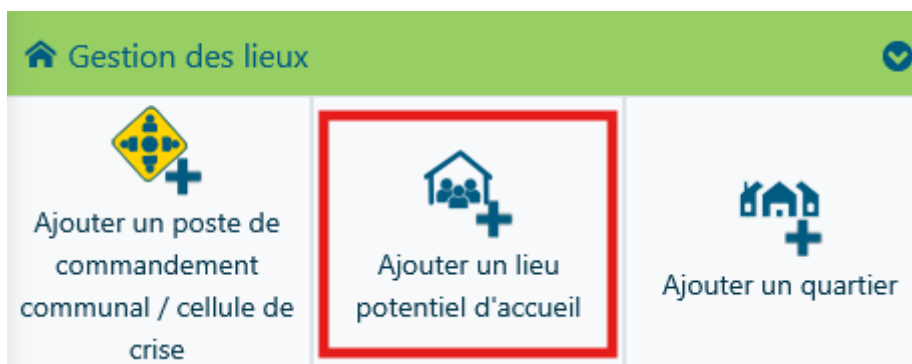 Gestion des lieux
Ajouter un poste de
commandement
communal / cellule de
crise
Ajouter un lieu
potentiel d'accueil
Ajouter un quartier